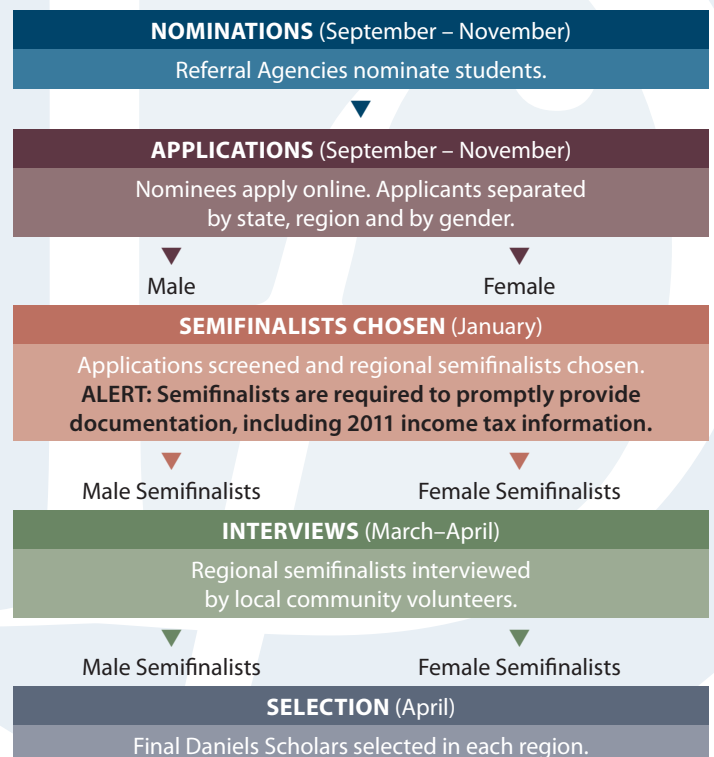 NOMINATIONS (September – November)
Referral Agencies nominate students.
APPLICATIONS (September – November)
Nominees apply online. Applicants separated
by state, region and by gender.
Male Female
SEMIFINALISTS CHOSEN (January)
Applications screened and regional semifinalists chosen.
ALERT: Semifinalists are required to promptly provide
documentation, including 2011 income tax information.
Male Semifinalists Female Semifinalists
INTERVIEWS (March–April)
Regional semifinalists interviewed
by local community volunteers.
Male Semifinalists Female Semifinalists
SELECTION (April)
Final Daniels Scholars selected in each region.